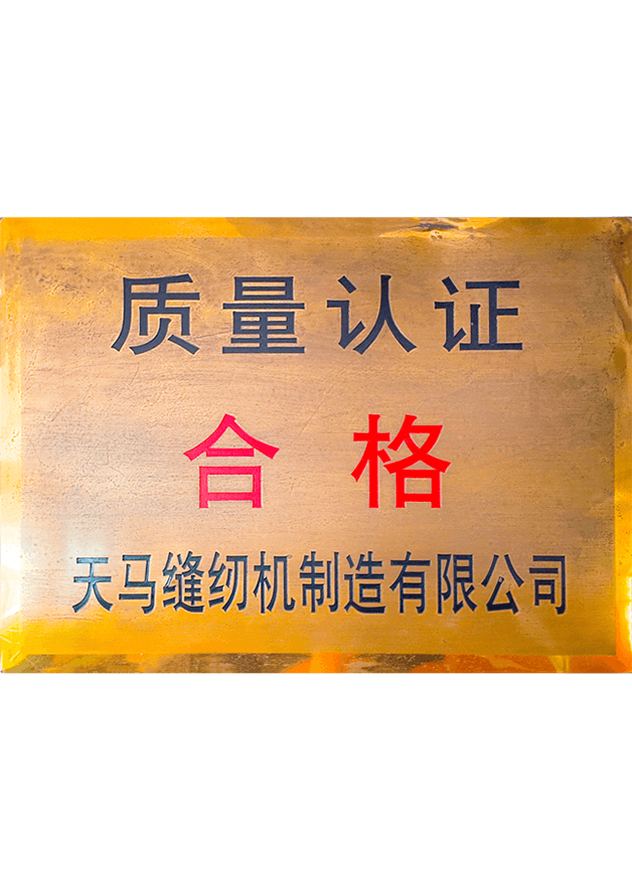 质量认证
合格
天马缝纫机制造有限公司